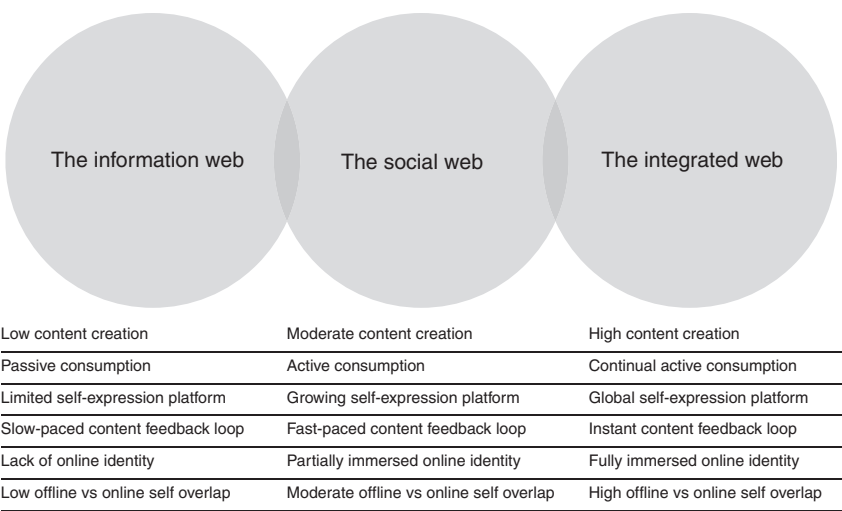 The information web
The social web
The integrated web
Low content creation
Moderate content creation
High content creation
Passive consumption
Active consumption
Continual active consumption
Limited self-expression platform
Growing self-expression platform
Global self-expression platform
Slow-paced content feedback loop
Fast-paced content feedback loop
Instant content feedback loop
Lack of online identity
Partially immersed online identity
Fully immersed online identity
Low offline vs online self overlap
Moderate offline vs online self overlap
High offline vs online self overlap